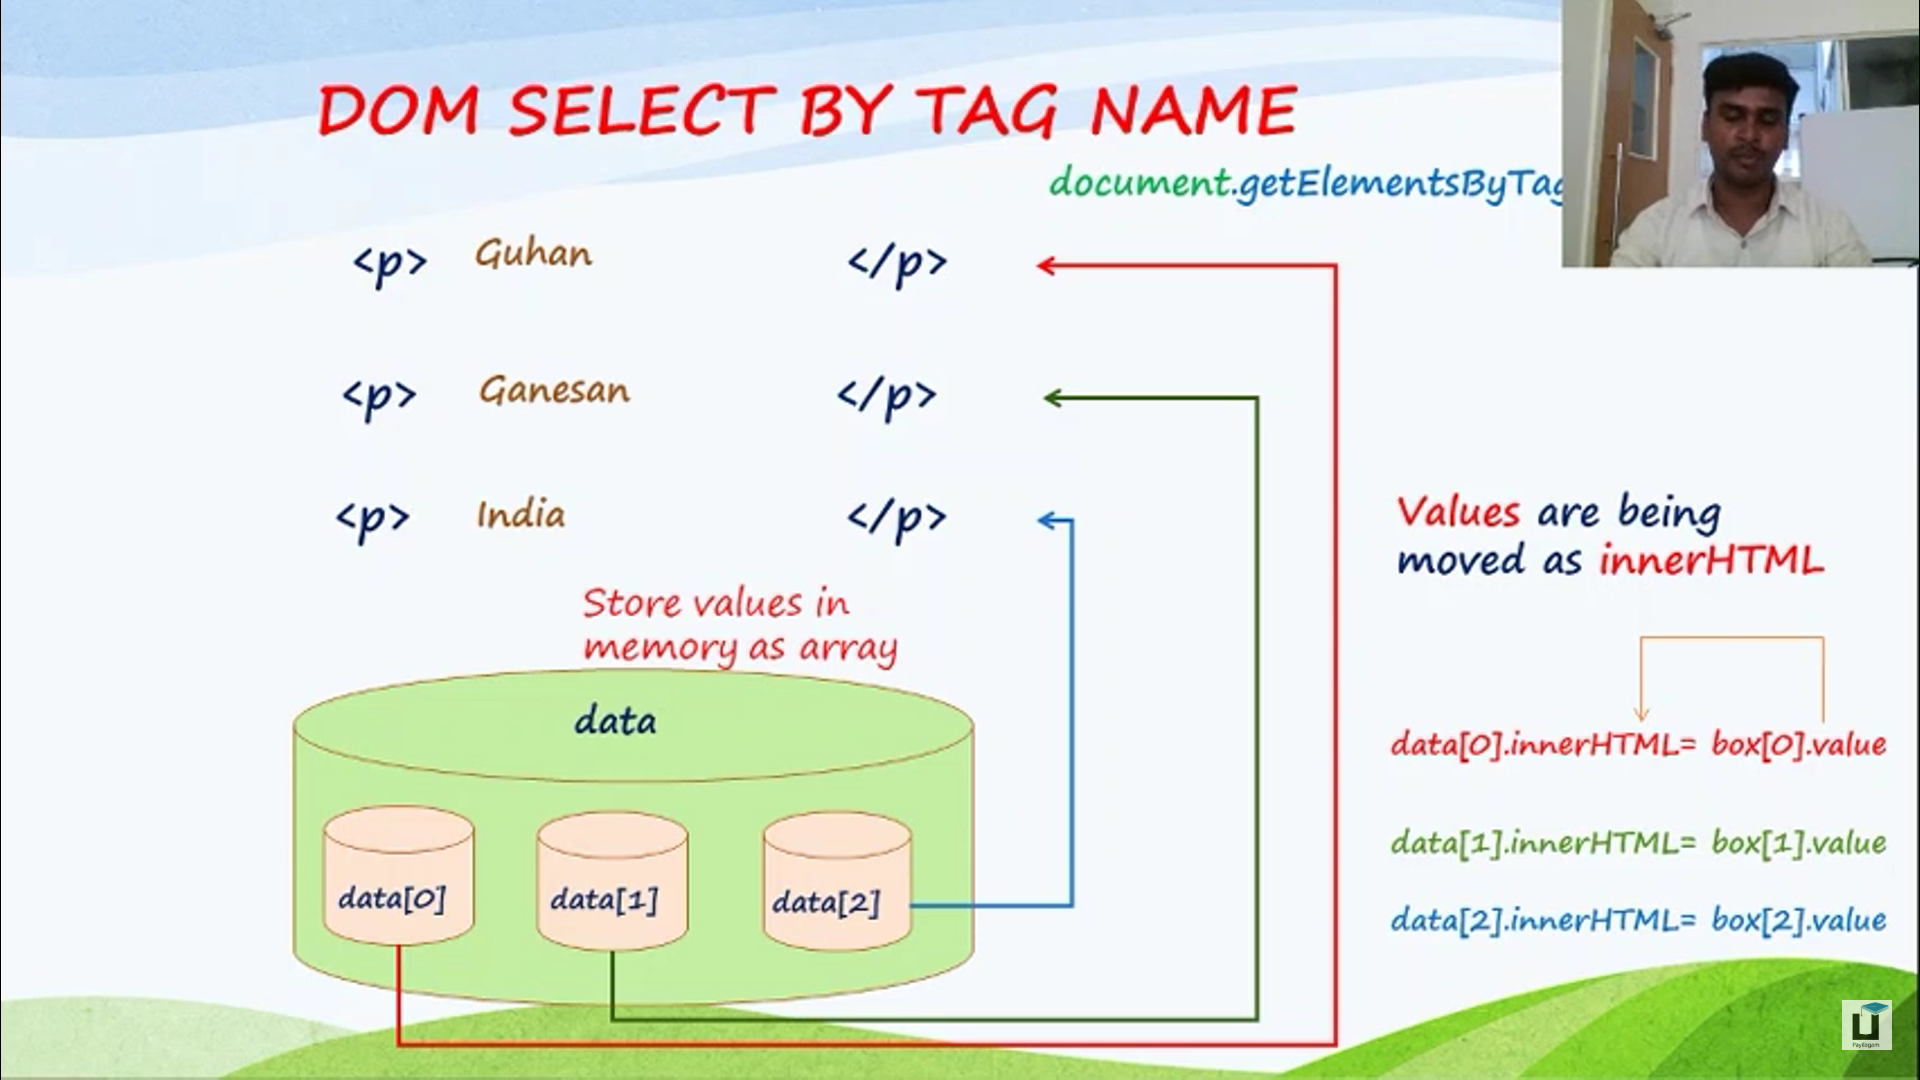 DOM SELECT BY TAG NAME
document.getElementsByTag
<p> Guhan </p>
<p> Ganesan </p>
<p> India </p>
Values are being
moved as innerHTML
Store values in
memory as array
data
data[0].innerHTML= box[0].value
data[1].innerHTML= box[1].value
data[0] data[1] data[2]
data[2].innerHTML= box[2].value
Payilagam